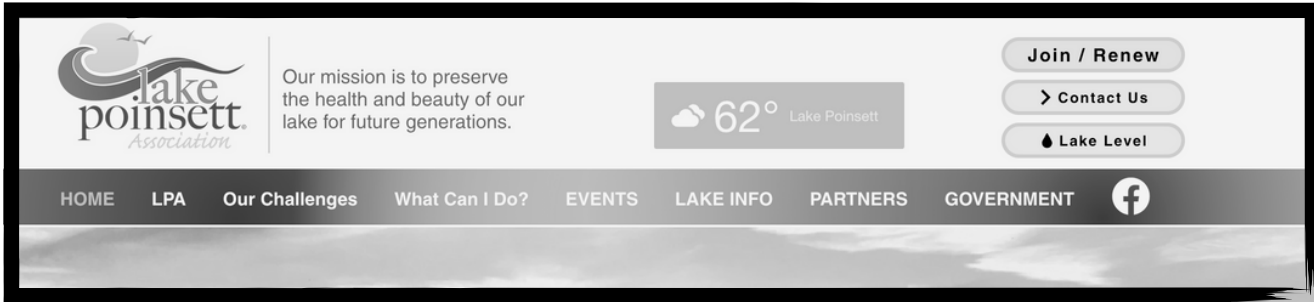 lake
poinsett
Association
Our mission is to preserve
the health and beauty of our
lake for future generations.
62° Lake Poinsett
Join / Renew
Contact Us
Lake Level
HOME LPA Our Challenges What Can I Do? EVENTS LAKE INFO PARTNERS GOVERNMENT